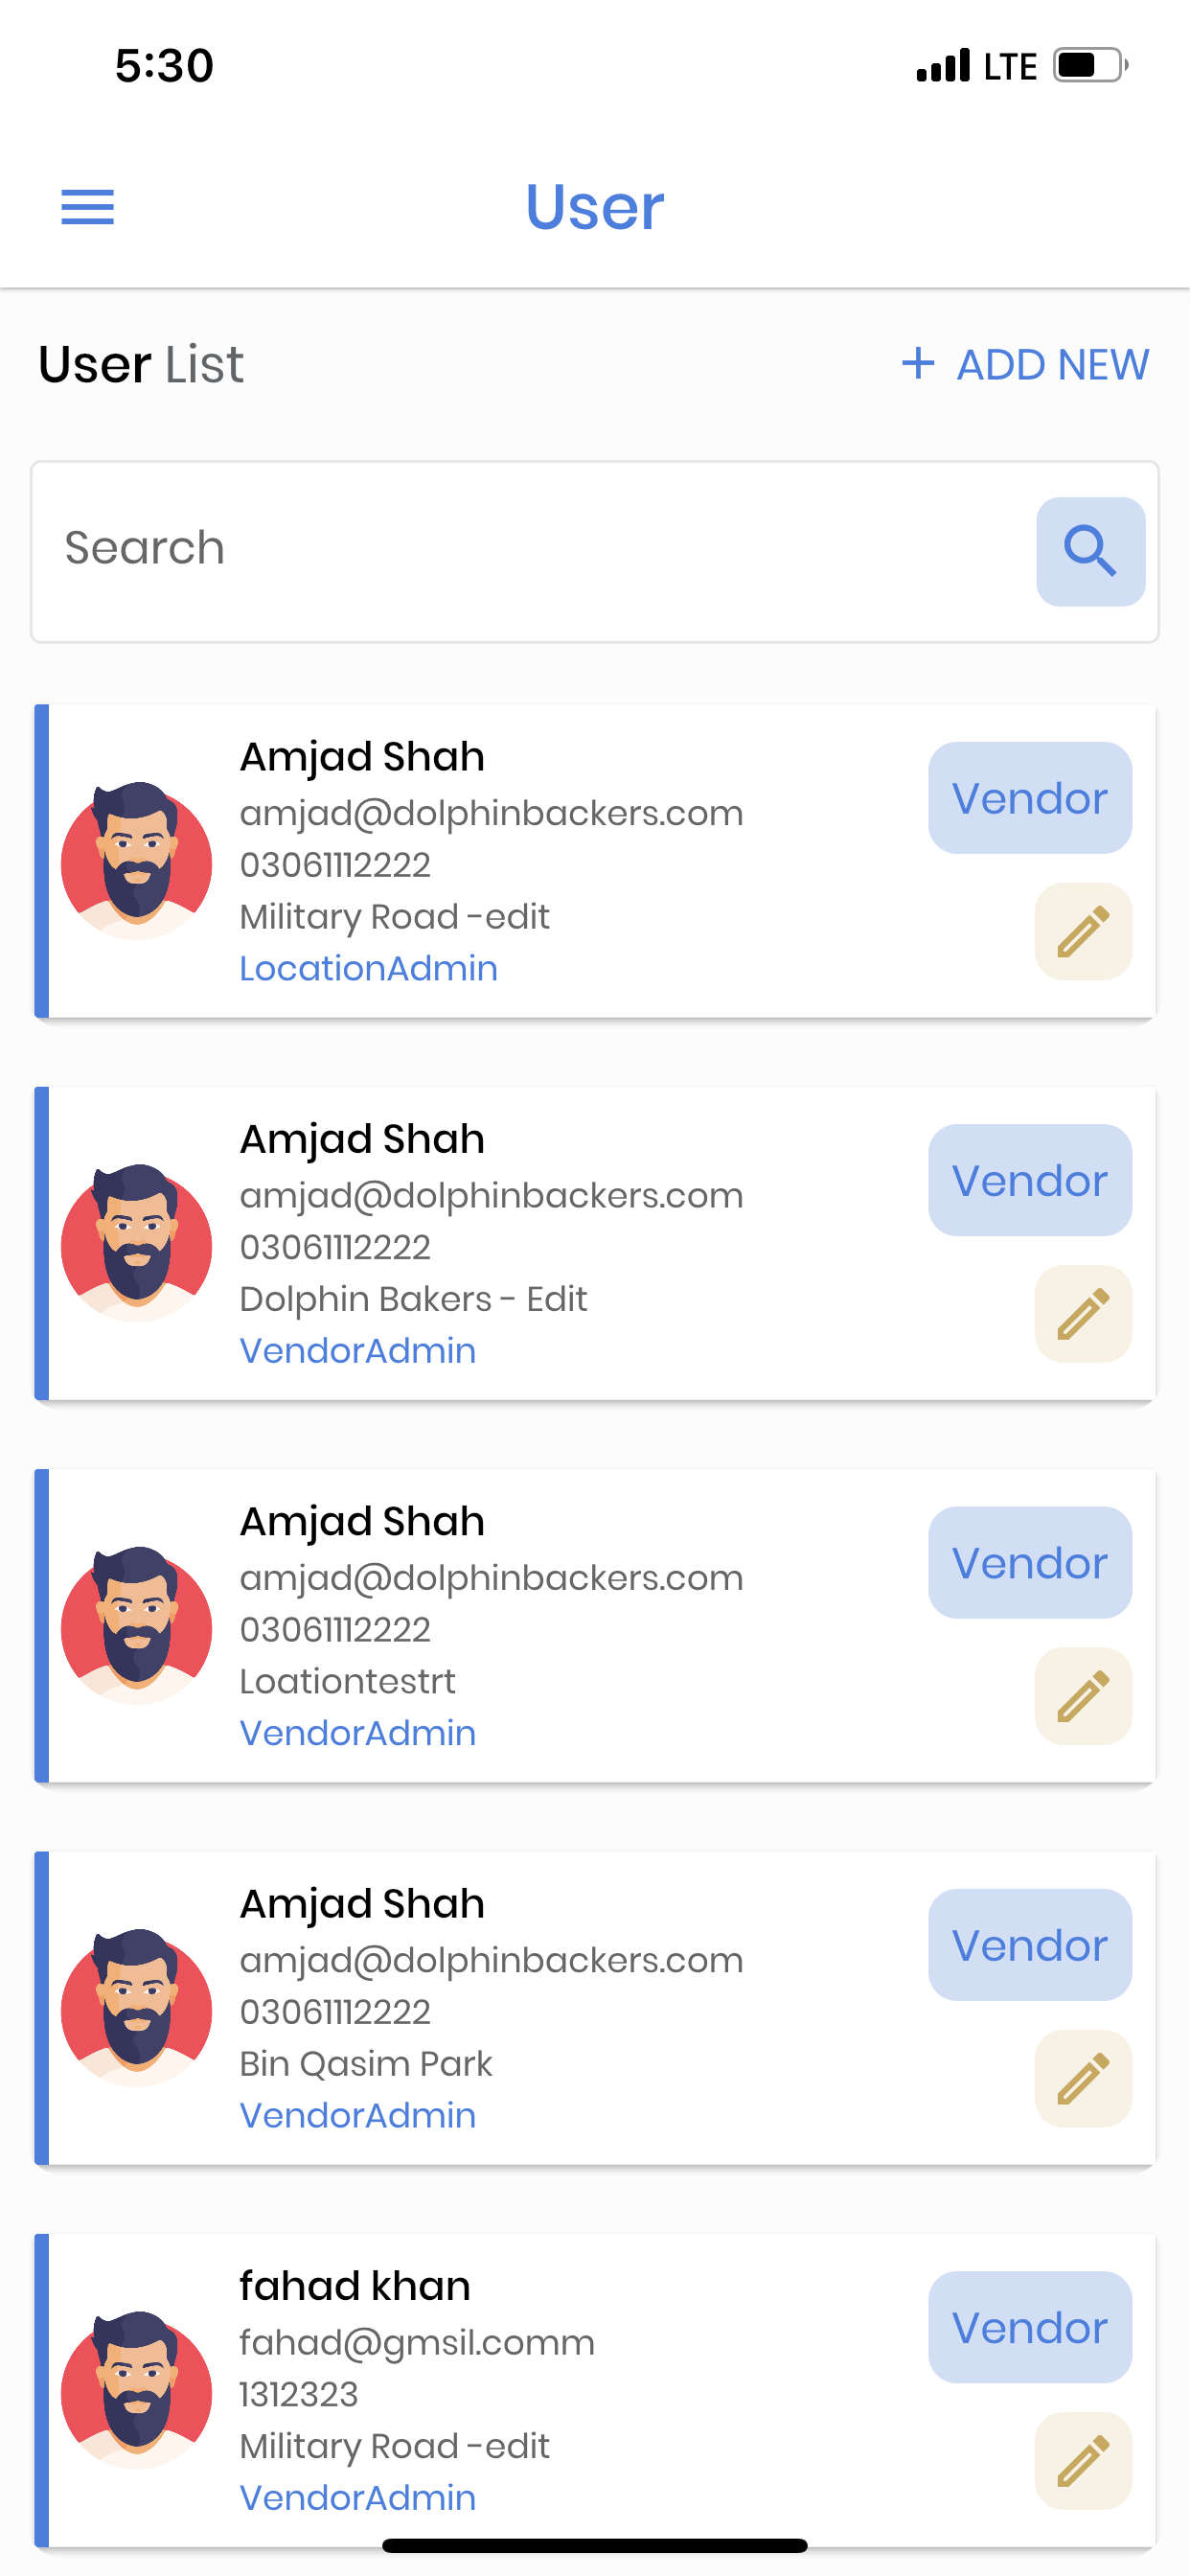 5:30 LTE
User
User List + ADD NEW
Search
Amjad Shah
amjad@dolphinbackers.com
03061112222
Military Road -edit
LocationAdmin
Vendor
Amjad Shah
amjad@dolphinbackers.com
03061112222
Dolphin Bakers - Edit
VendorAdmin
Vendor
Amjad Shah
amjad@dolphinbackers.com
03061112222
Loationtestrt
VendorAdmin
Vendor
Amjad Shah
amjad@dolphinbackers.com
03061112222
Bin Qasim Park
VendorAdmin
Vendor
fahad khan
fahad@gmsil.comm
1312323
Military Road -edit
VendorAdmin
Vendor